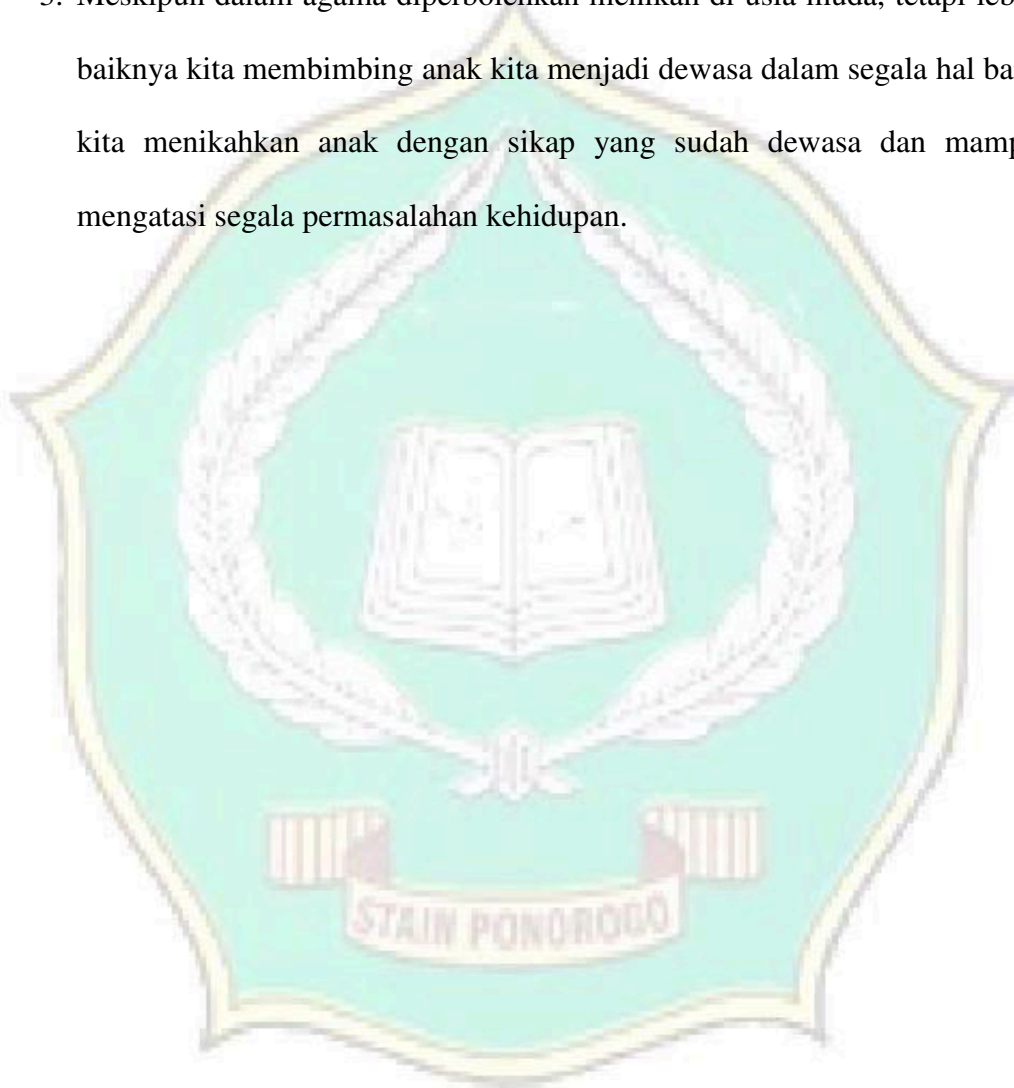 Meskipun dalam agama diperbolehkan menikah di usia muda, tetapi
baiknya kita membimbing anak kita menjadi dewasa dalam segala hal
kita menikahkan anak dengan sikap yang sudah dewasa dan
mengatasi segala permasalahan kehidupan.
STAIN PONOROGO